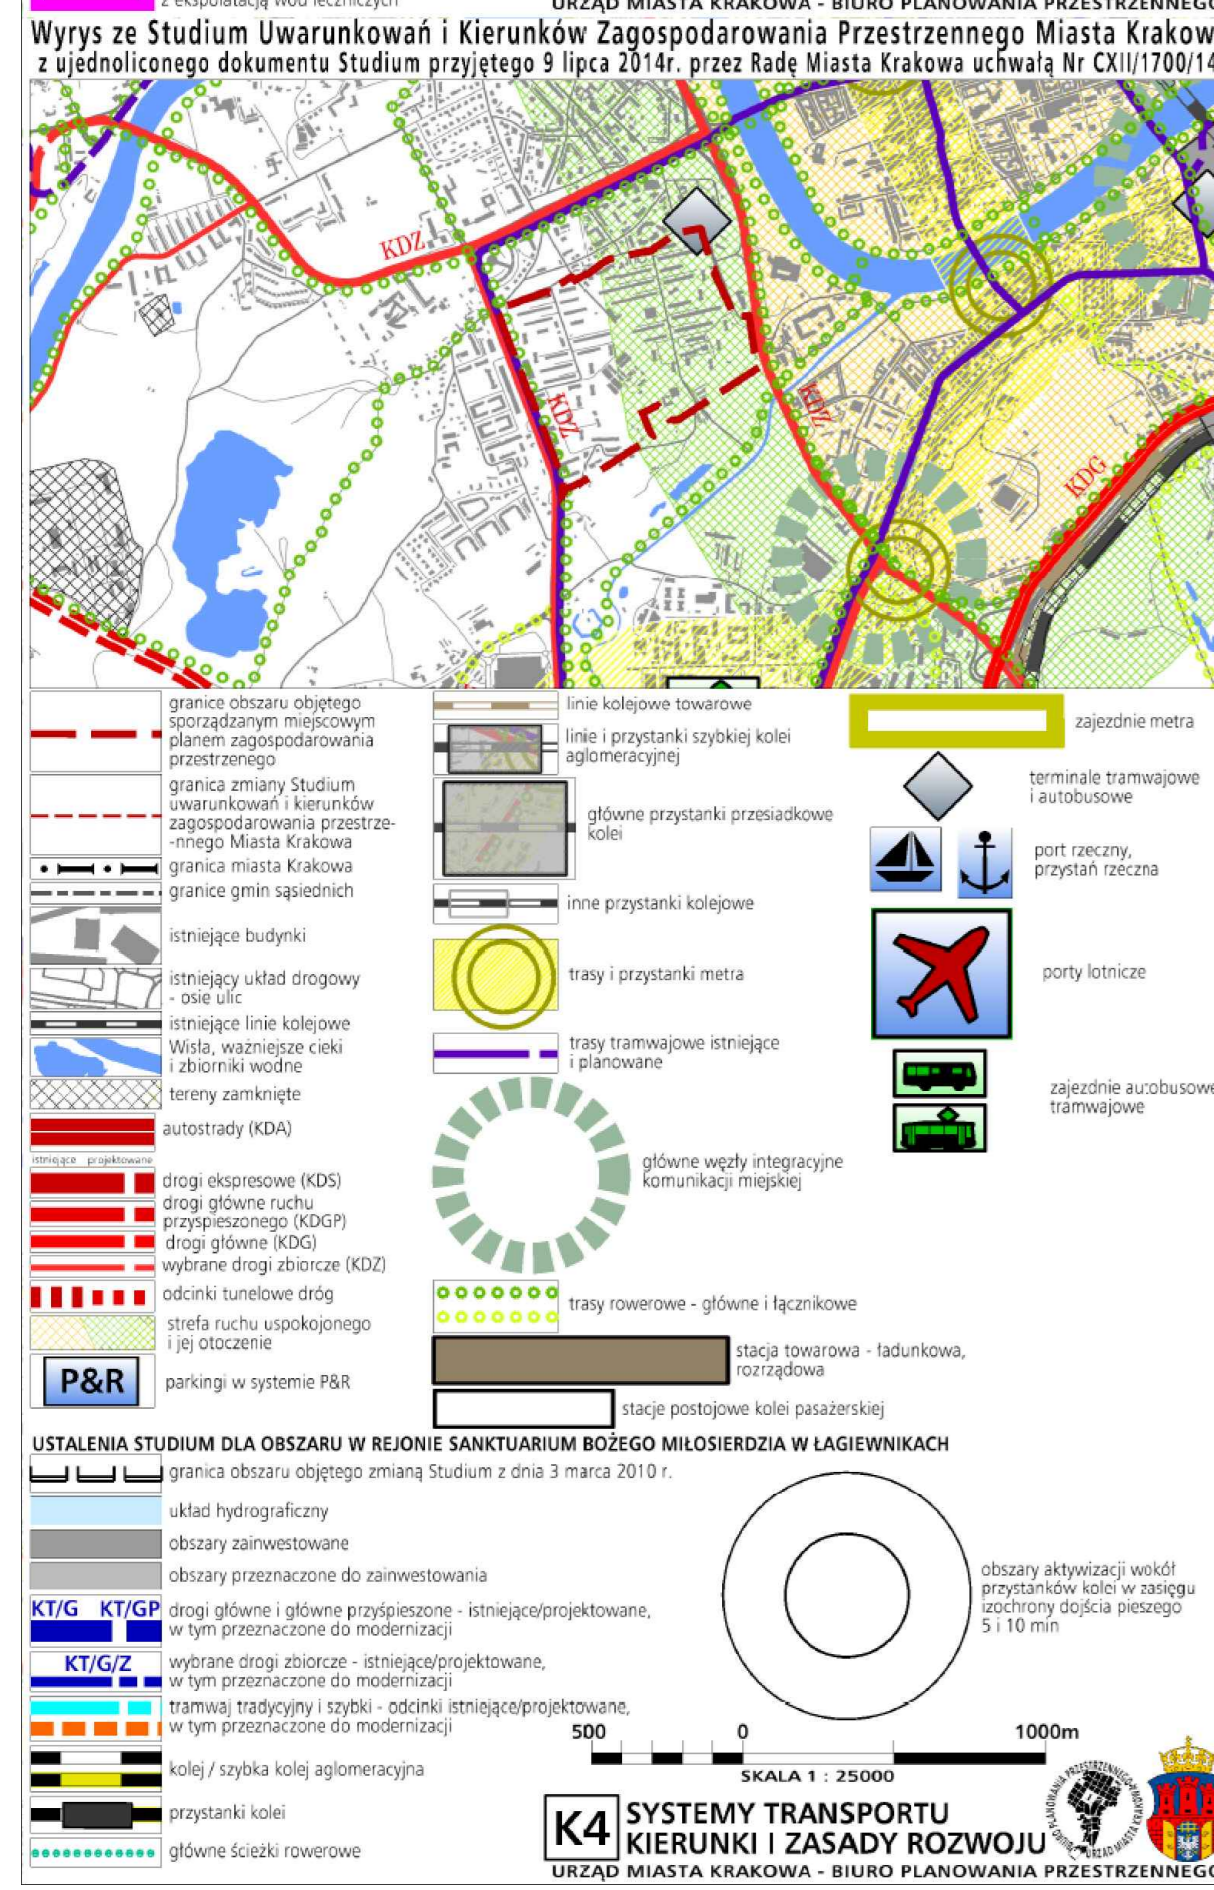 z eksploatacją wód leczniczych
URZĄD MIASTA KRAKOWA - BIURO PLANOWANIA PRZESTRZENNEGO
Wyrys ze Studium Uwarunkowań i Kierunków Zagospodarowania Przestrzennego Miasta Krakow
z ujednoliconego dokumentu Studium przyjętego 9 lipca 2014r. przez Radę Miasta Krakowa uchwałą Nr CXII/1700/14
KDZ
KDZ
KDZ
KDG
granice obszaru objętego
sporządzanym miejscowym
planem zagospodarowania
przestrzenego
granica zmiany Studium
uwarunkowań i kierunków
zagospodarowania przestrze-
-nnego Miasta Krakowa
granica miasta Krakowa
granice gmin sąsiednich
istniejące budynki
istniejący układ drogowy
- osie ulic
istniejące linie kolejowe
Wisła, ważniejsze cieki
i zbiorniki wodne
tereny zamknięte
autostrady (KDA)
istniejące projektowane
drogi ekspresowe (KDS)
drogi główne ruchu
przyspieszonego (KDGP)
drogi główne (KDG)
wybrane drogi zbiorcze (KDZ)
odcinki tunelowe dróg
strefa ruchu uspokojonego
i jej otoczenie
P&R
parkingi w systemie P&R
linie kolejowe towarowe
linie i przystanki szybkiej kolei
aglomeracyjnej
główne przystanki przesiadkowe
kolei
inne przystanki kolejowe
trasy i przystanki metra
trasy tramwajowe istniejące
i planowane
główne węzły integracyjne
komunikacji miejskiej
trasy rowerowe - główne i łącznikowe
stacja towarowa - ładunkowa,
rozrządowa
stacje postojowe kolei pasażerskiej
zajezdnie metra
terminale tramwajowe
i autobusowe
port rzeczny,
przystań rzeczna
porty lotnicze
zajezdnie autobusowe
tramwajowe
USTALENIA STUDIUM DLA OBSZARU W REJONIE SANKTUARIUM BOŻEGO MIŁOSIERDZIA W ŁAGIEWNIKACH
granica obszaru objętego zmianą Studium z dnia 3 marca 2010 r.
układ hydrograficzny
obszary zainwestowane
obszary przeznaczone do zainwestowania
KT/G KT/GP
drogi główne i główne przyśpieszone - istniejące/projektowane,
w tym przeznaczone do modernizacji
KT/G/Z
wybrane drogi zbiorcze - istniejące/projektowane,
w tym przeznaczone do modernizacji
tramwaj tradycyjny i szybki - odcinki istniejące/projektowane,
w tym przeznaczone do modernizacji
kolej / szybka kolej aglomeracyjna
przystanki kolei
główne ścieżki rowerowe
obszary aktywizacji wokół
przystanków kolei w zasięgu
izochrony dojścia pieszego
5 i 10 min
500 0 1000m
SKALA 1 : 25000
K4
SYSTEMY TRANSPORTU
KIERUNKI I ZASADY ROZWOJU
URZĄD MIASTA KRAKOWA - BIURO PLANOWANIA PRZESTRZENNEGO